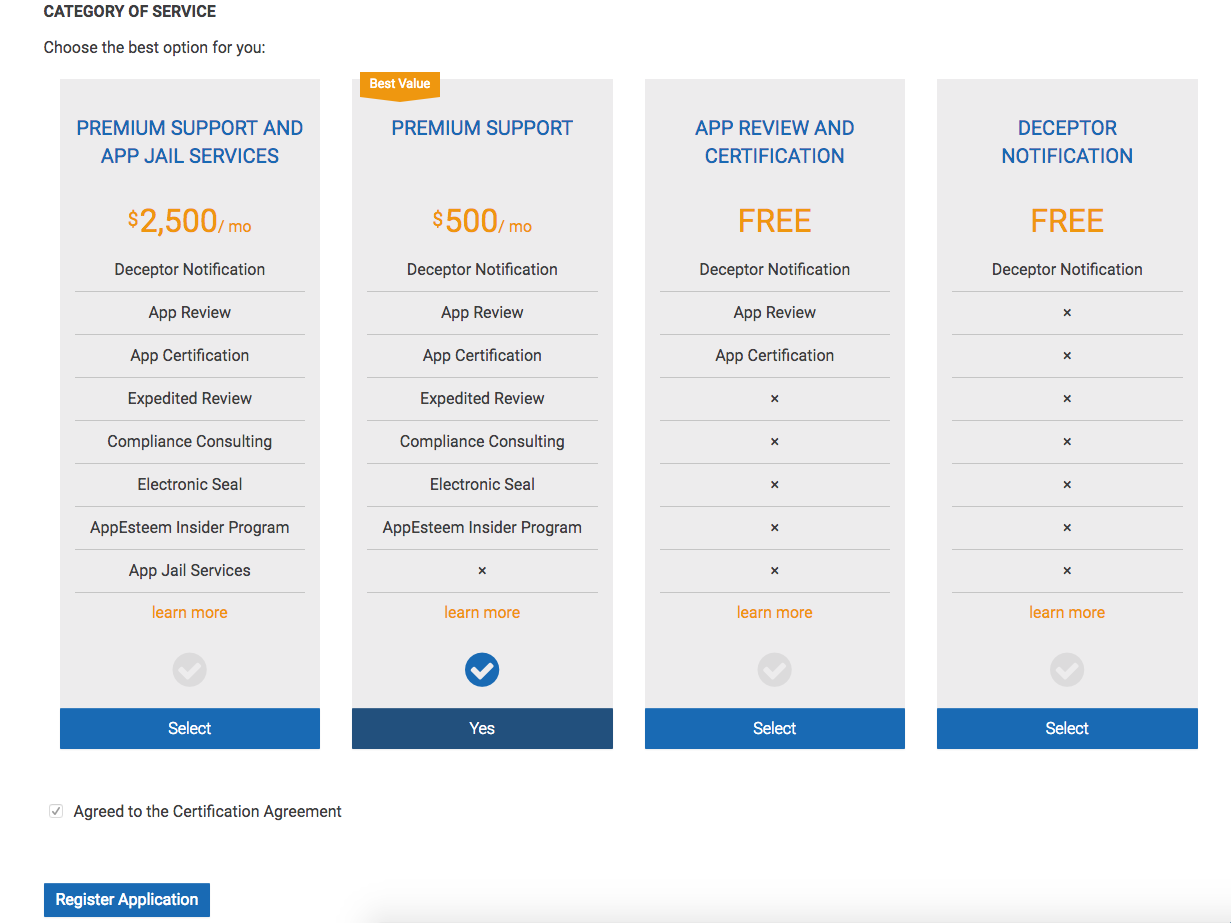 CATEGORY OF SERVICE
Choose the best option for you:
PREMIUM SUPPORT AND
APP JAIL SERVICES
$2,500/ mo
Deceptor Notification
App Review
App Certification
Expedited Review
Compliance Consulting
Electronic Seal
AppEsteem Insider Program
App Jail Services
learn more
Select
Best Value
PREMIUM SUPPORT
$500/ mo
Deceptor Notification
App Review
App Certification
Expedited Review
Compliance Consulting
Electronic Seal
AppEsteem Insider Program
×
learn more
Yes
APP REVIEW AND
CERTIFICATION
FREE
Deceptor Notification
App Review
App Certification
×
×
×
×
×
learn more
Select
DECEPTOR
NOTIFICATION
FREE
Deceptor Notification
×
×
×
×
×
×
×
learn more
Select
Agreed to the Certification Agreement
Register Application